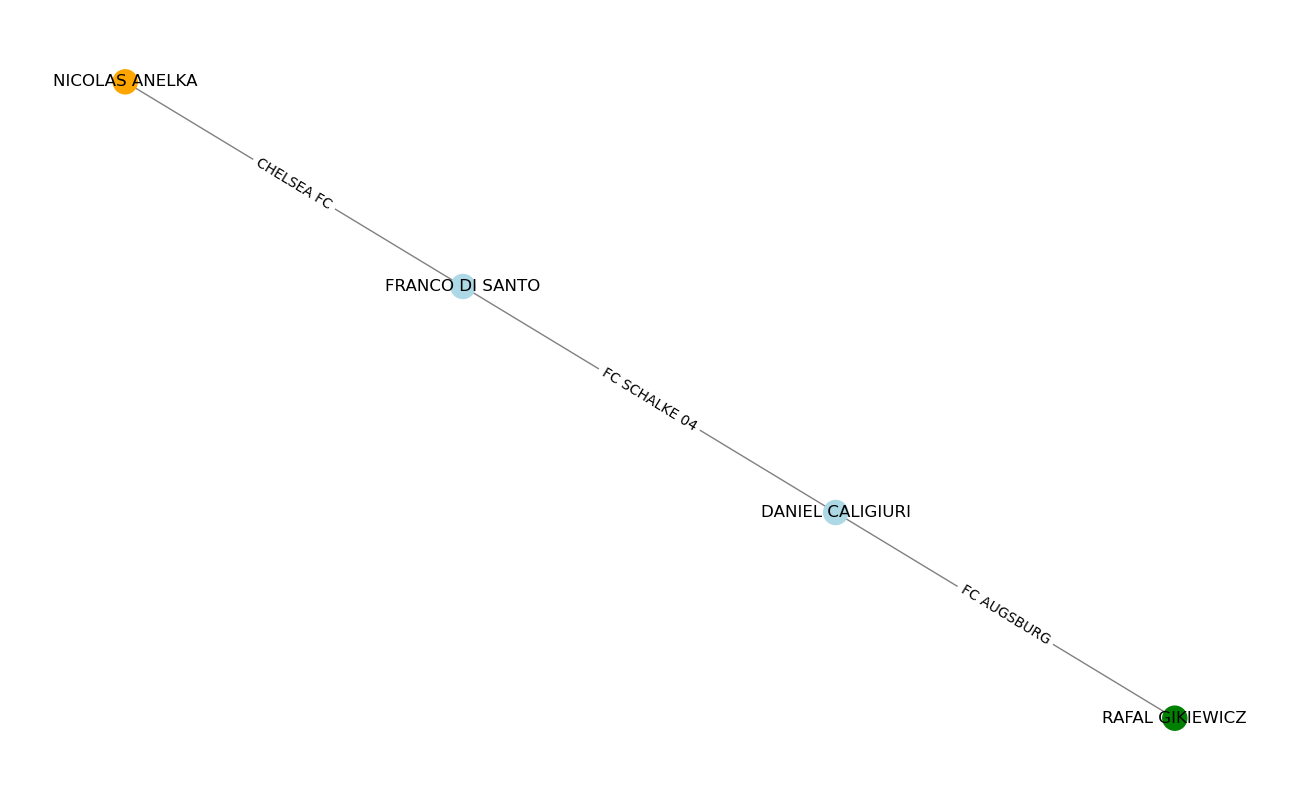 NICOLAS ANELKA
CHELSEA FC
FRANCO DI SANTO
FC SCHALKE 04
DANIEL CALIGIURI
FC AUGSBURG
RAFAL GIKIEWICZ